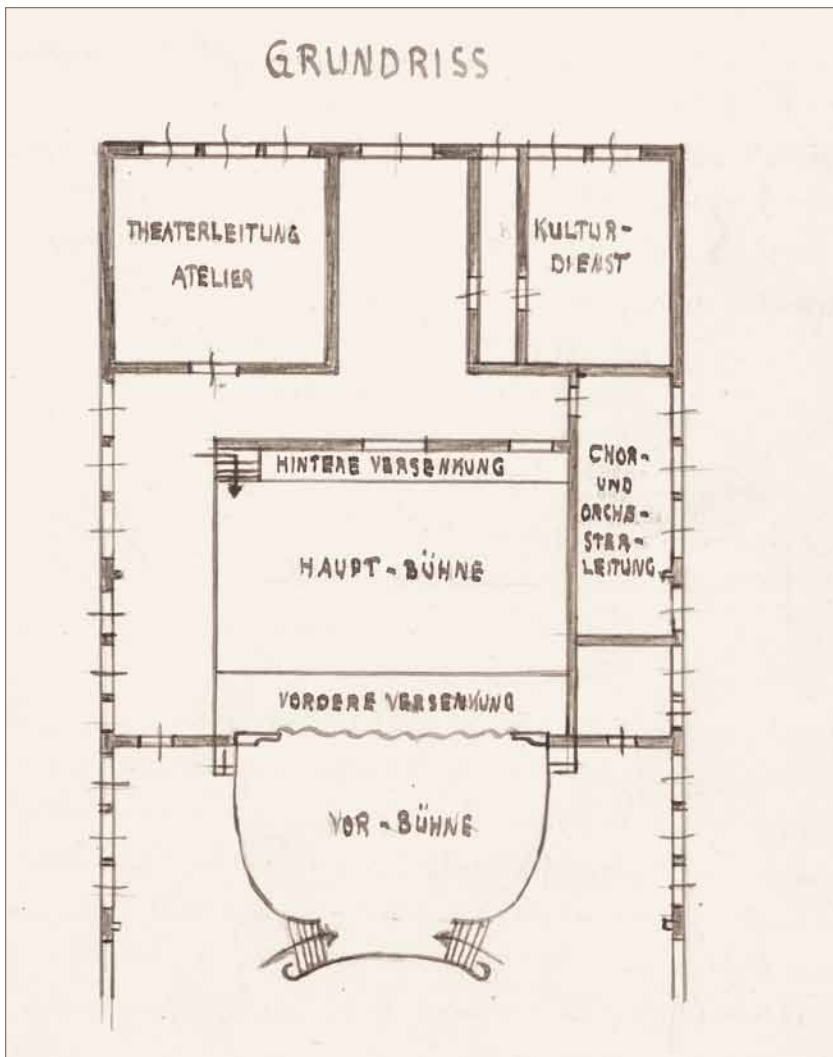 GRUNDRISS
THEATERLEITUNG
ATELIER
KULTUR-
DIENST
HINTERE VERSENKUNG
CHOR-
UND
ORCHE-
STER-
LEITUNG
HAUPT-BÜHNE
VORDERE VERSENKUNG
VOR-BÜHNE